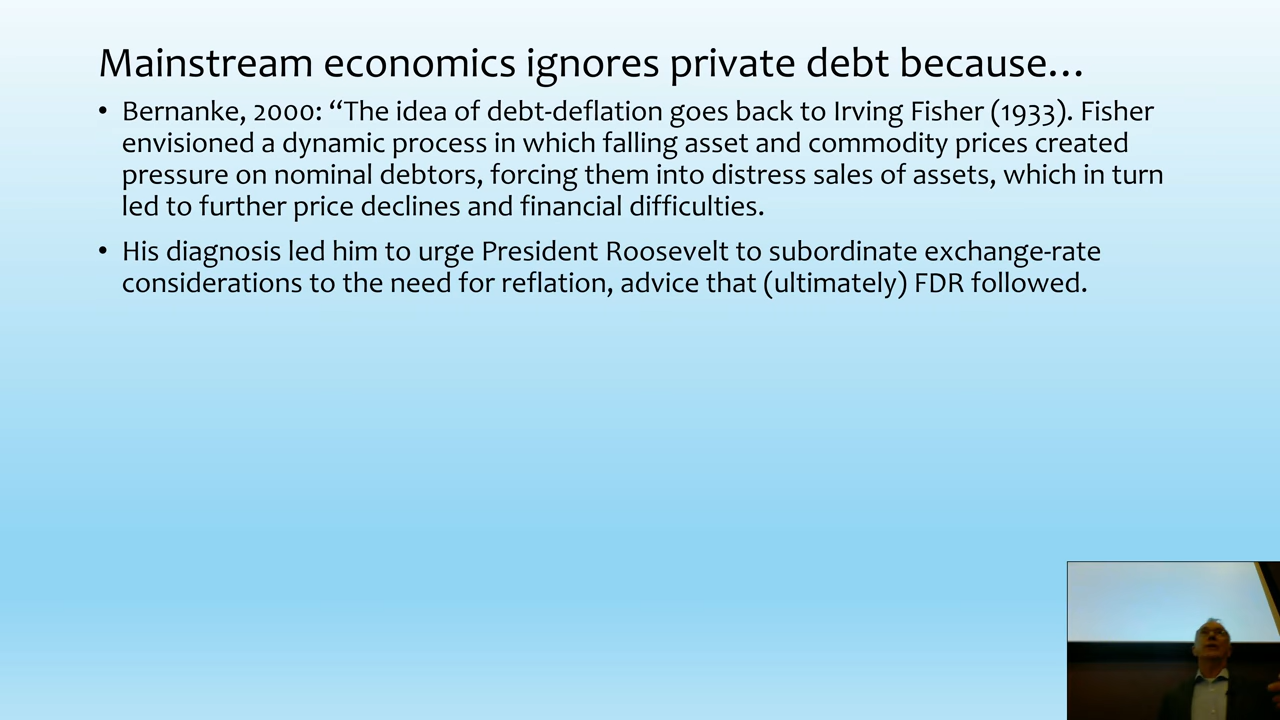 Mainstream economics ignores private debt because…
• Bernanke, 2000: “The idea of debt-deflation goes back to Irving Fisher (1933). Fisher
envisioned a dynamic process in which falling asset and commodity prices created
pressure on nominal debtors, forcing them into distress sales of assets, which in turn
led to further price declines and financial difficulties.
• His diagnosis led him to urge President Roosevelt to subordinate exchange-rate
considerations to the need for reflation, advice that (ultimately) FDR followed.